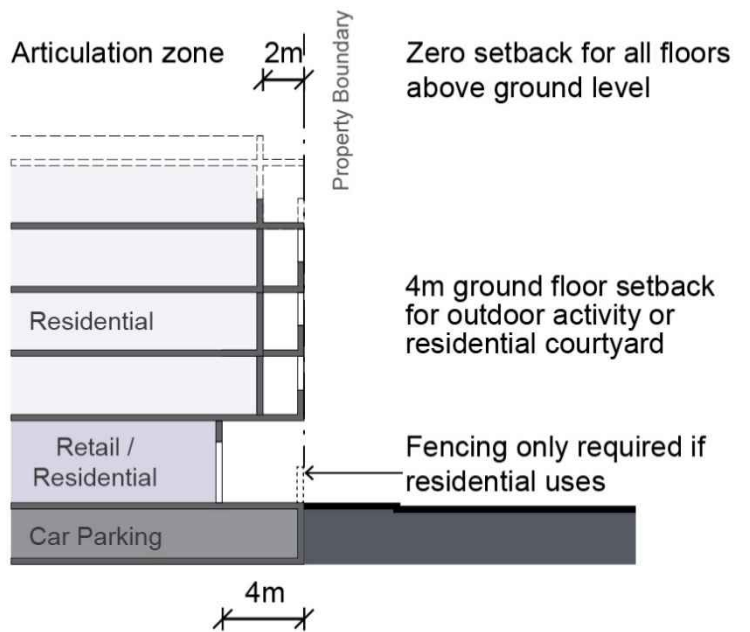 Articulation zone
2m
Property Boundary
Zero setback for all floors
above ground level
Residential
4m ground floor setback
for outdoor activity or
residential courtyard
Retail /
Residential
Fencing only required if
residential uses
Car Parking
4m